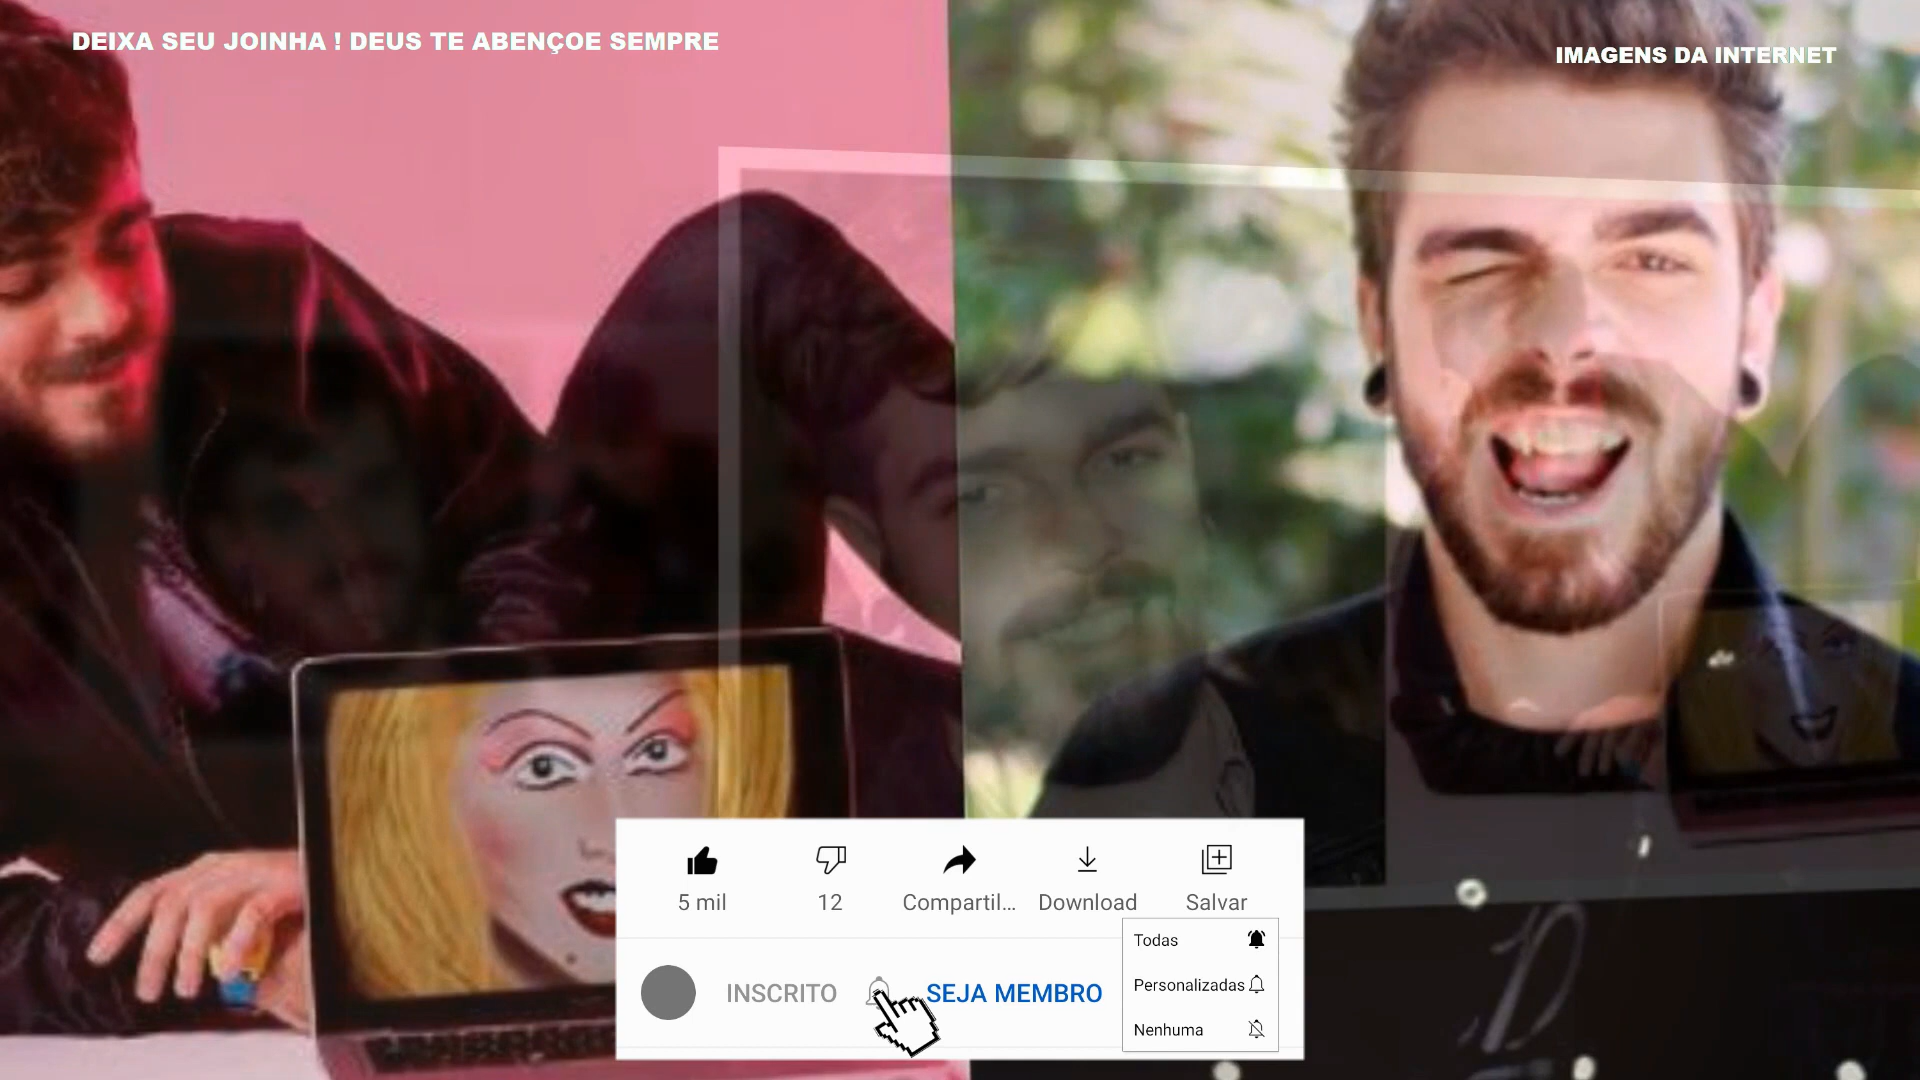 DEIXA SEU JOINHA ! DEUS TE ABENÇOE SEMPRE
IMAGENS DA INTERNET
5 mil
12
Compartil...
Download
Salvar
Todas
Personalizadas
Nenhuma
INSCRITO
SEJA MEMBRO
D